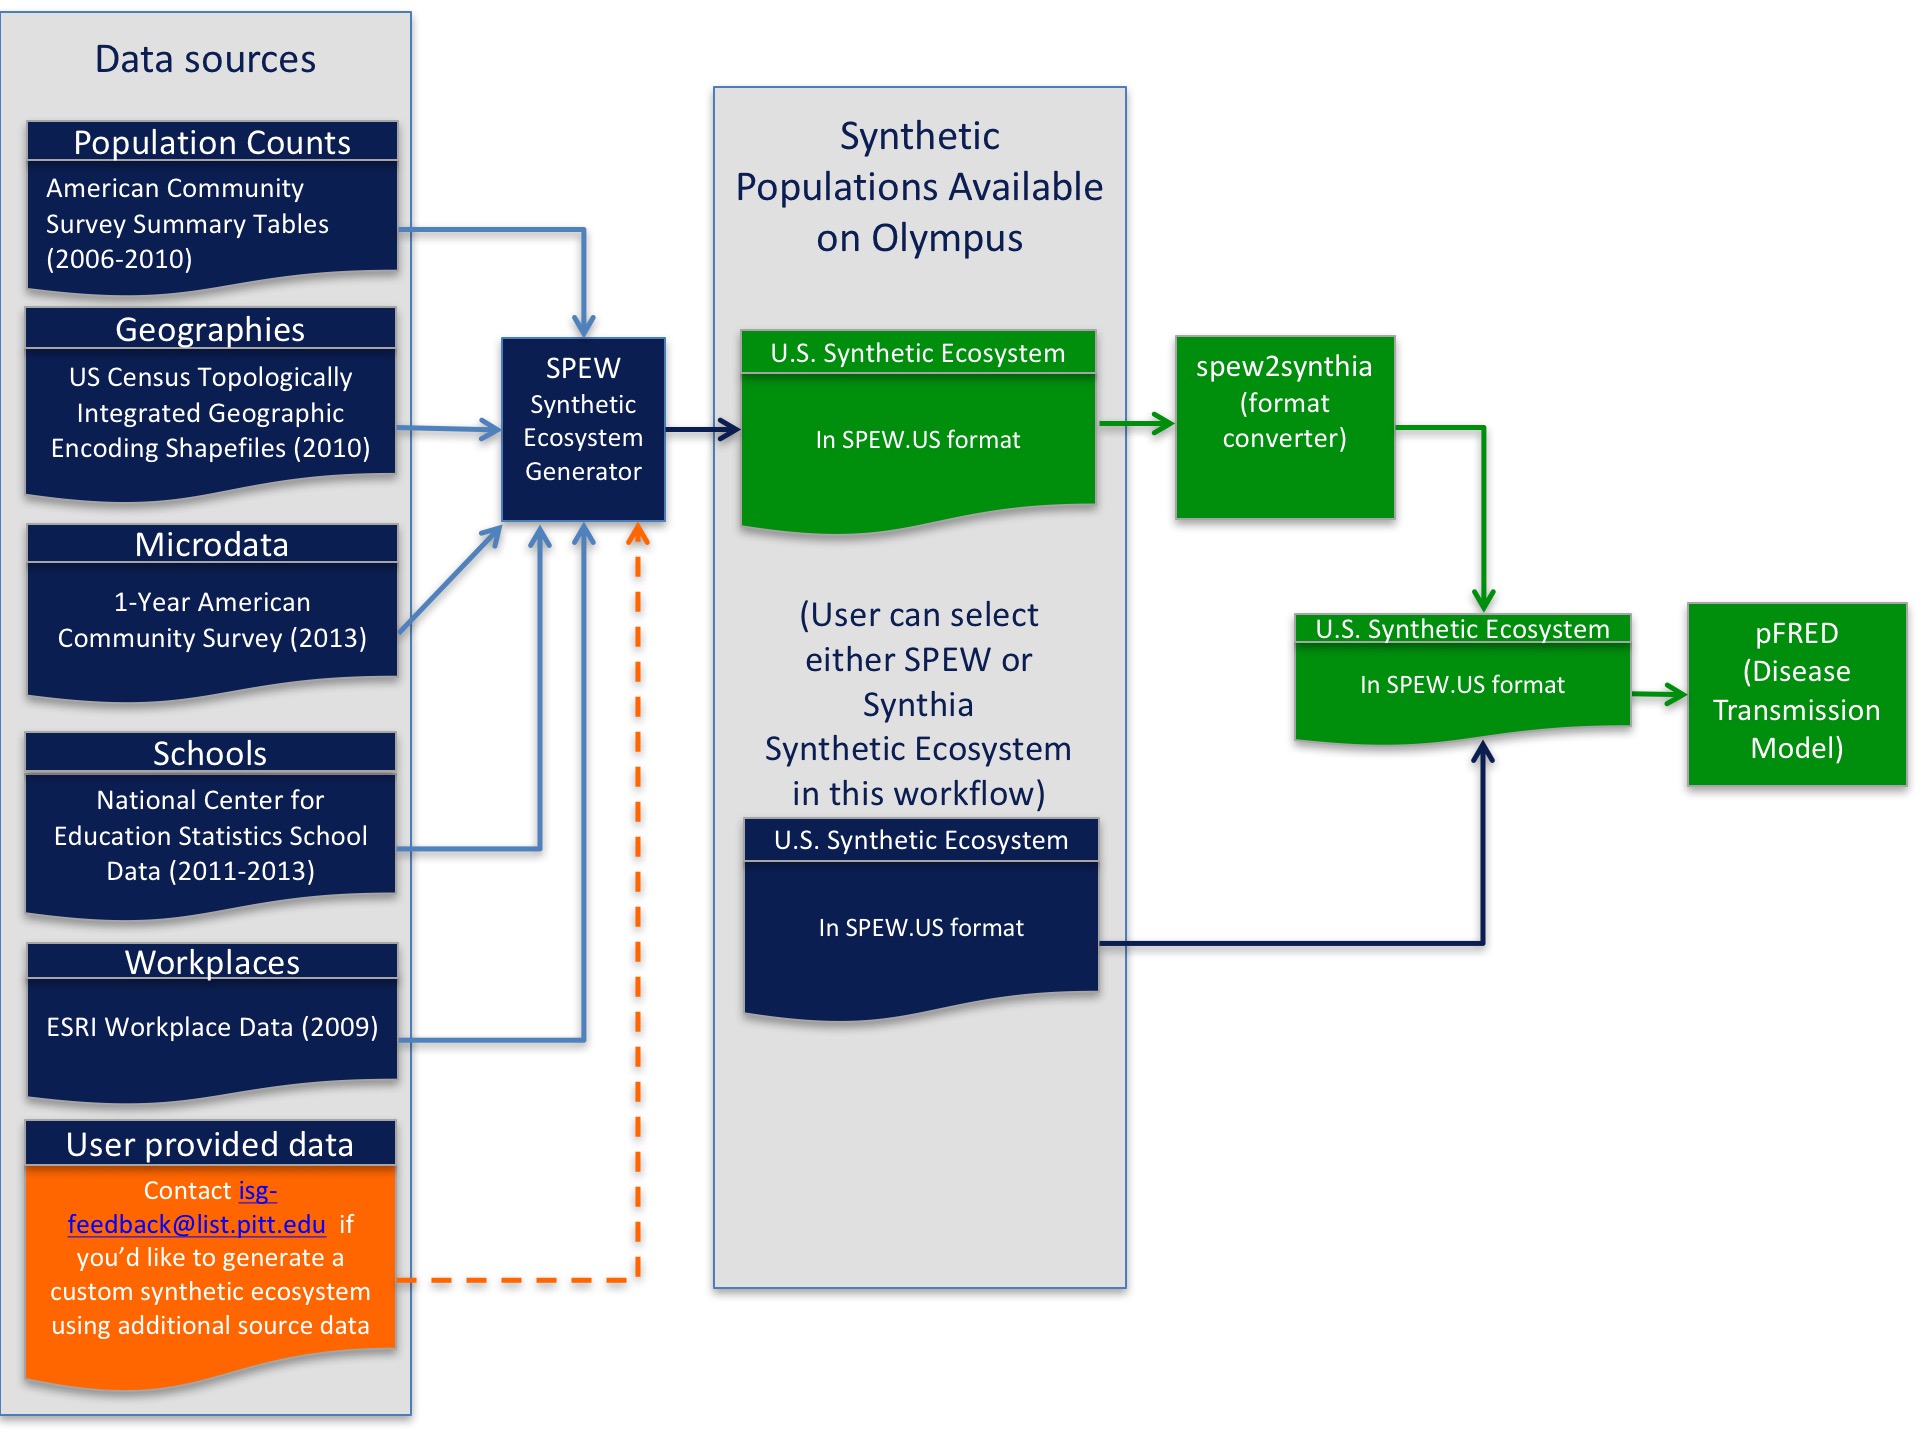 Data sources
Population Counts
American Community
Survey Summary Tables
(2006-2010)
Geographies
US Census Topologically
Integrated Geographic
Encoding Shapefiles (2010)
Microdata
1-Year American
Community Survey (2013)
Schools
National Center for
Education Statistics School
Data (2011-2013)
Workplaces
ESRI Workplace Data (2009)
User provided data
Contact isg-
feedback@list.pitt.edu if
you’d like to generate a
custom synthetic ecosystem
using additional source data
SPEW
Synthetic
Ecosystem
Generator
Synthetic
Populations Available
on Olympus
U.S. Synthetic Ecosystem
In SPEW.US format
(User can select
either SPEW or
Synthia
Synthetic Ecosystem
in this workflow)
U.S. Synthetic Ecosystem
In SPEW.US format
spew2synthia
(format
converter)
U.S. Synthetic Ecosystem
In SPEW.US format
pFRED
(Disease
Transmission
Model)